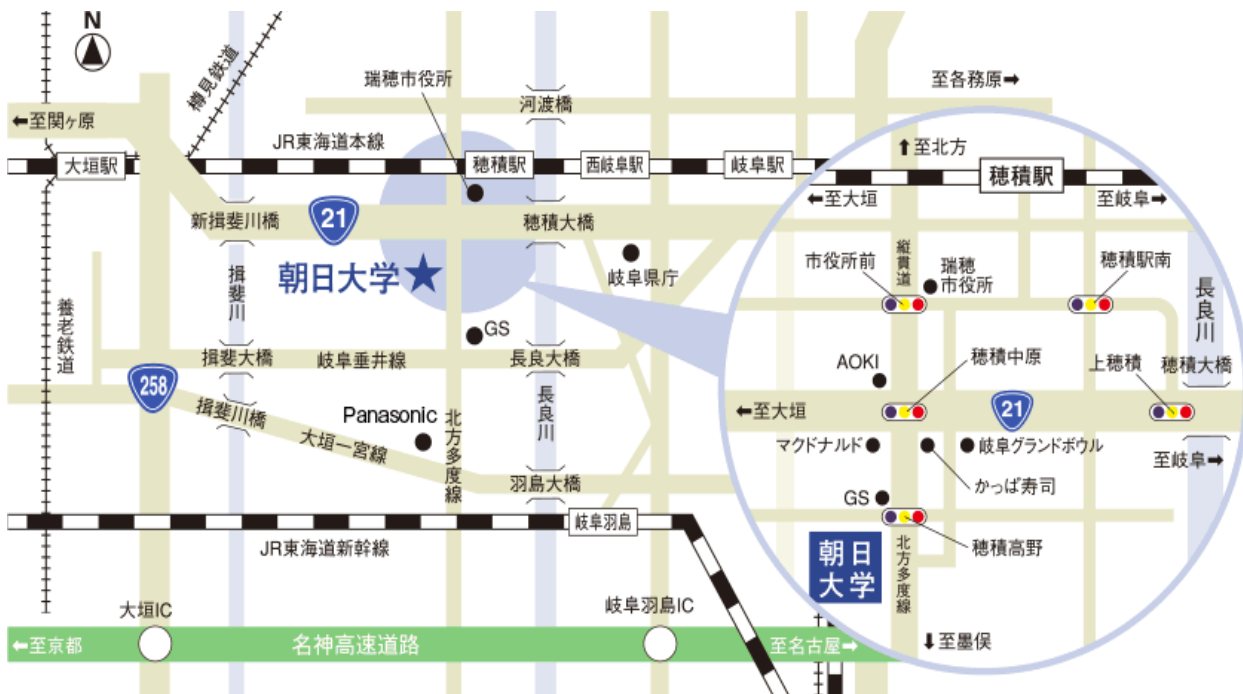 N
樽見鉄道
瑞穂市役所
河渡橋
至各務原→
←至関ヶ原
JR東海道本線
大垣駅
穂積駅
西岐阜駅
岐阜駅
新揖斐川橋
21
穂積大橋
朝日大学
岐阜県庁
揖斐川
養老鉄道
GS
揖斐大橋
岐阜垂井線
長良大橋
258
揖斐川橋
大垣一宮線
Panasonic
北方多度線
長良川
羽島大橋
岐阜羽島
JR東海道新幹線
大垣IC
岐阜羽島IC
←至京都
名神高速道路
至名古屋→
↑至北方
穂積駅
←至大垣
至岐阜→
縦貫道
市役所前
瑞穂
市役所
穂積駅南
長良川
AOKI
穂積中原
上穂積
穂積大橋
←至大垣
21
マクドナルド
岐阜グランドボウル
至岐阜→
かっぱ寿司
GS
穂積高野
朝日
大学
北方多度線
↓至墨俣